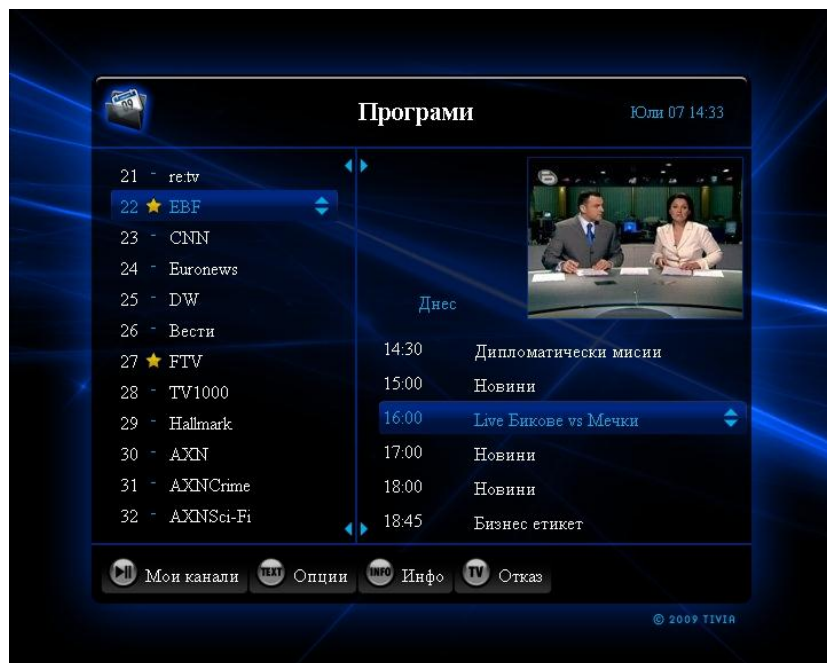 09
Програми
Юли 07 14:33
21 - re:tv
22 EBF
23 - CNN
24 - Euronews
25 - DW
26 - Вести
27 FTV
28 - TV1000
29 - Hallmark
30 - AXN
31 - AXNCrime
32 - AXNSci-Fi
Днес
14:30 Дипломатически мисии
15:00 Новини
16:00 Live Бикове vs Мечки
17:00 Новини
18:00 Новини
18:45 Бизнес етикет
Мои канали
TEXT Опции
INFO Инфо
TV Отказ
© 2009 TIVIA